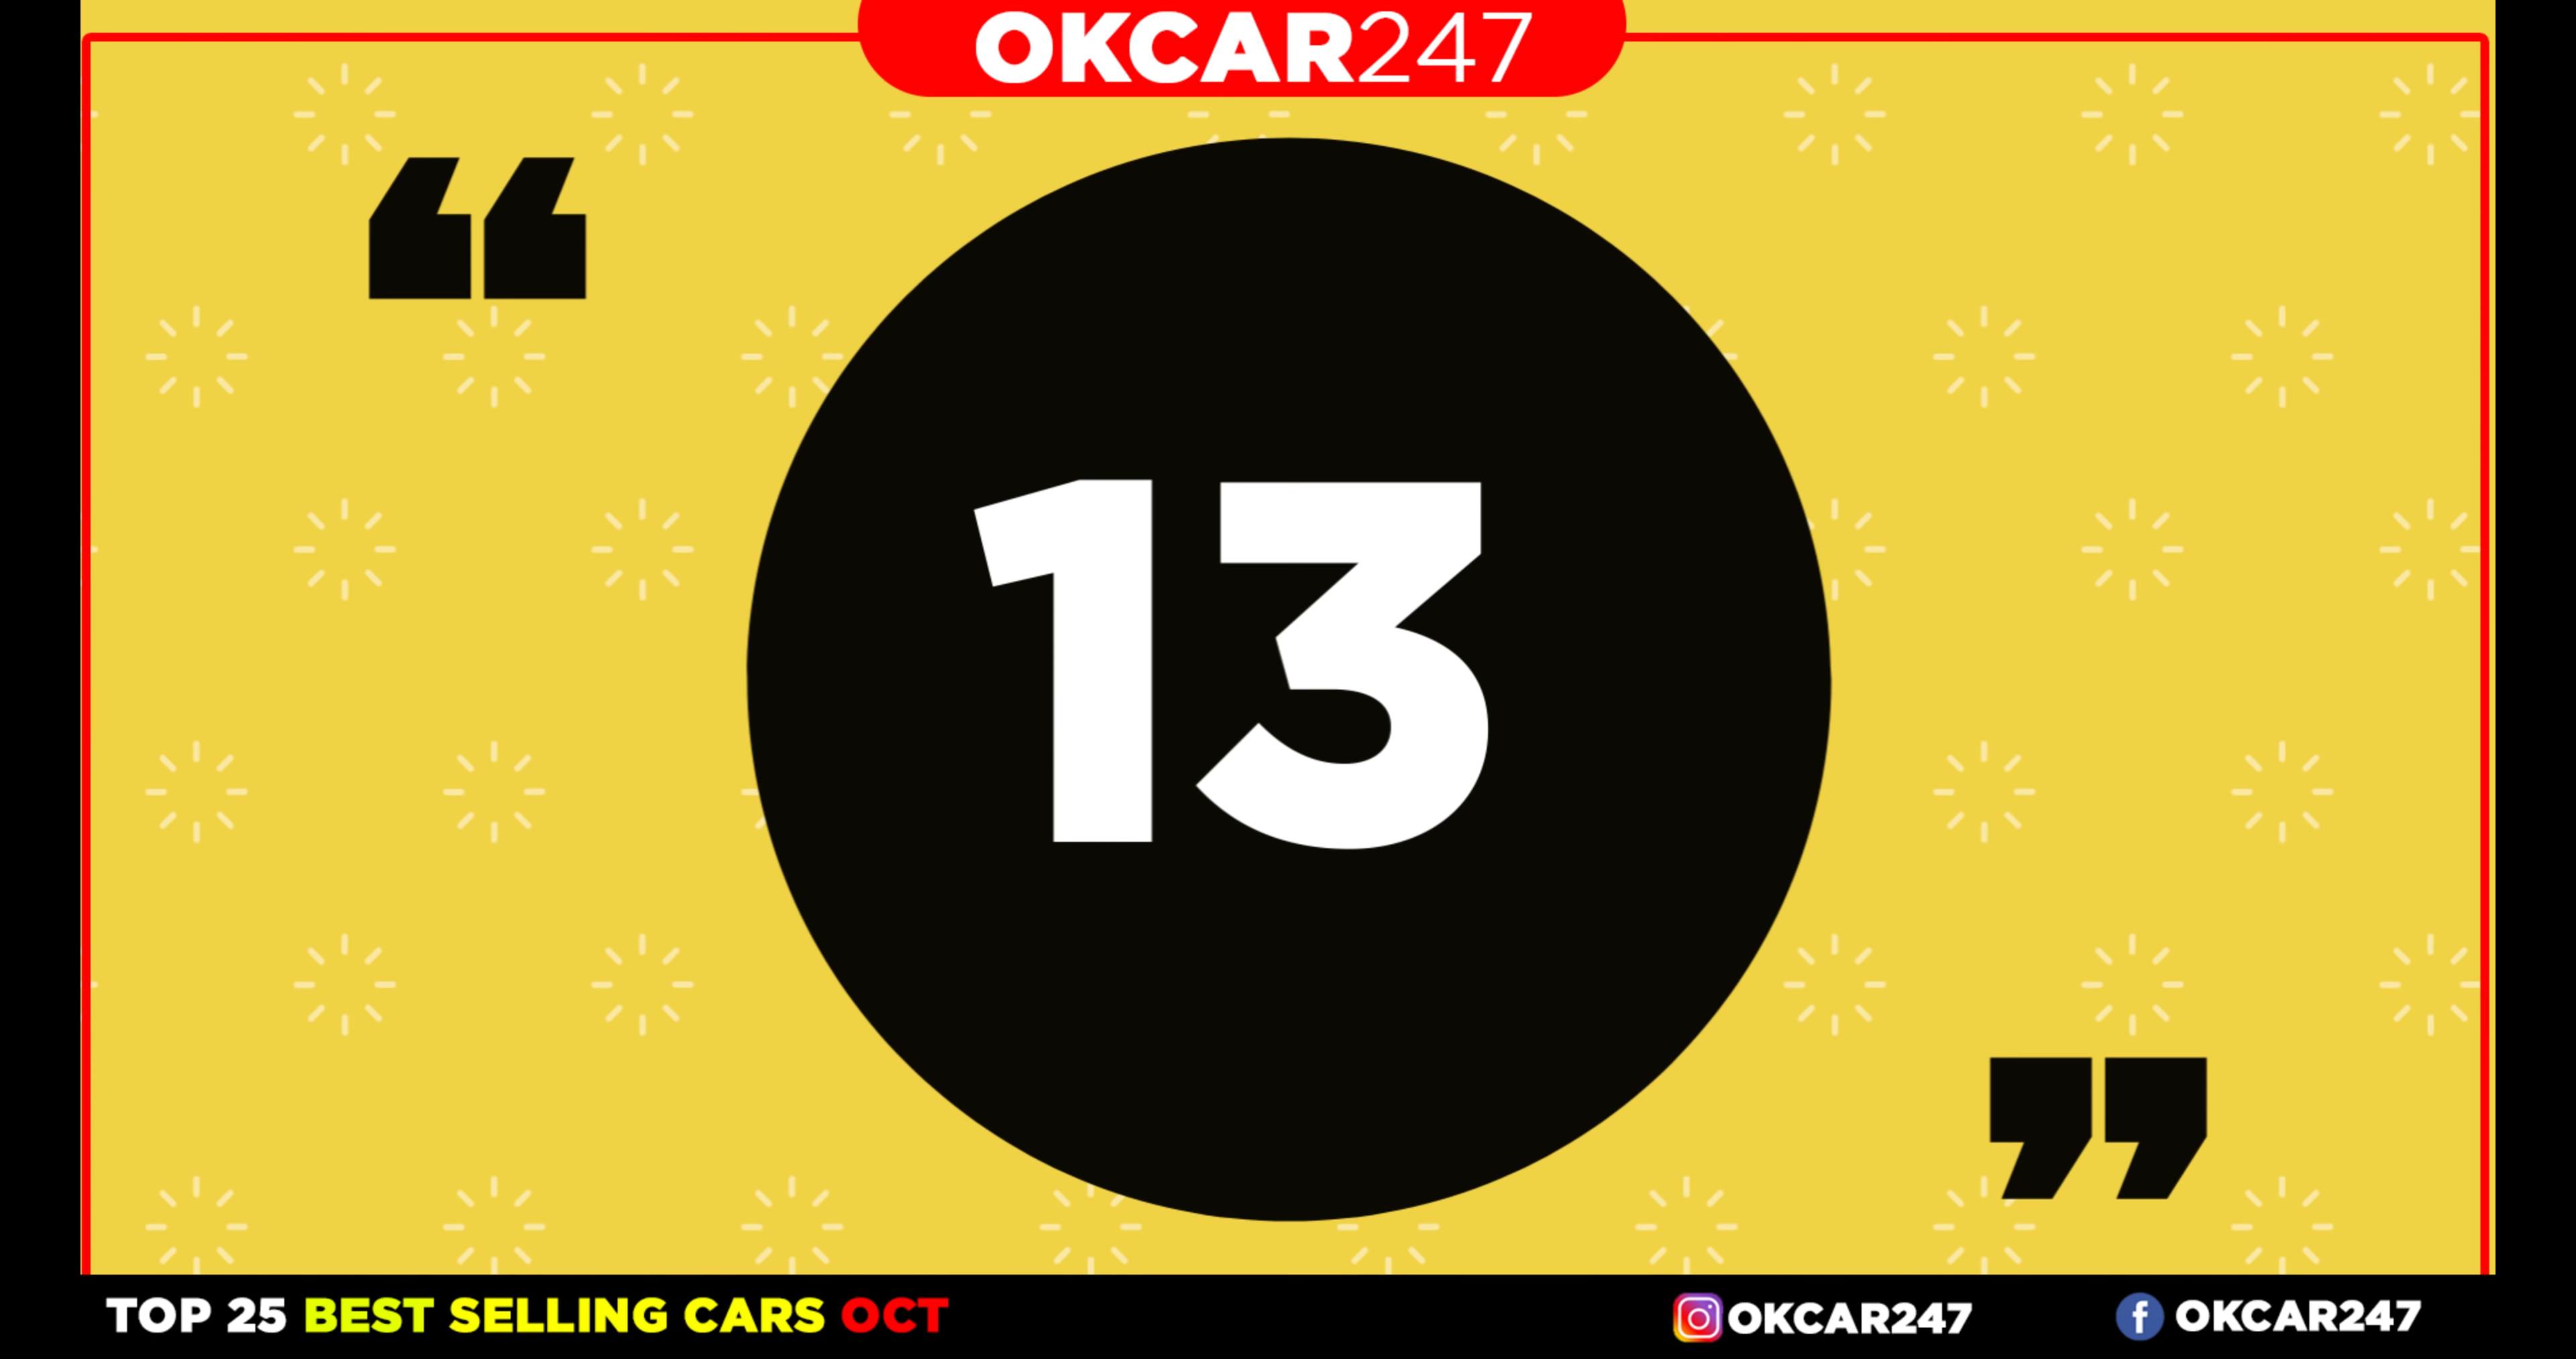 OKCAR247
“
13
”
TOP 25 BEST SELLING CARS OCT
OKCAR247
OKCAR247